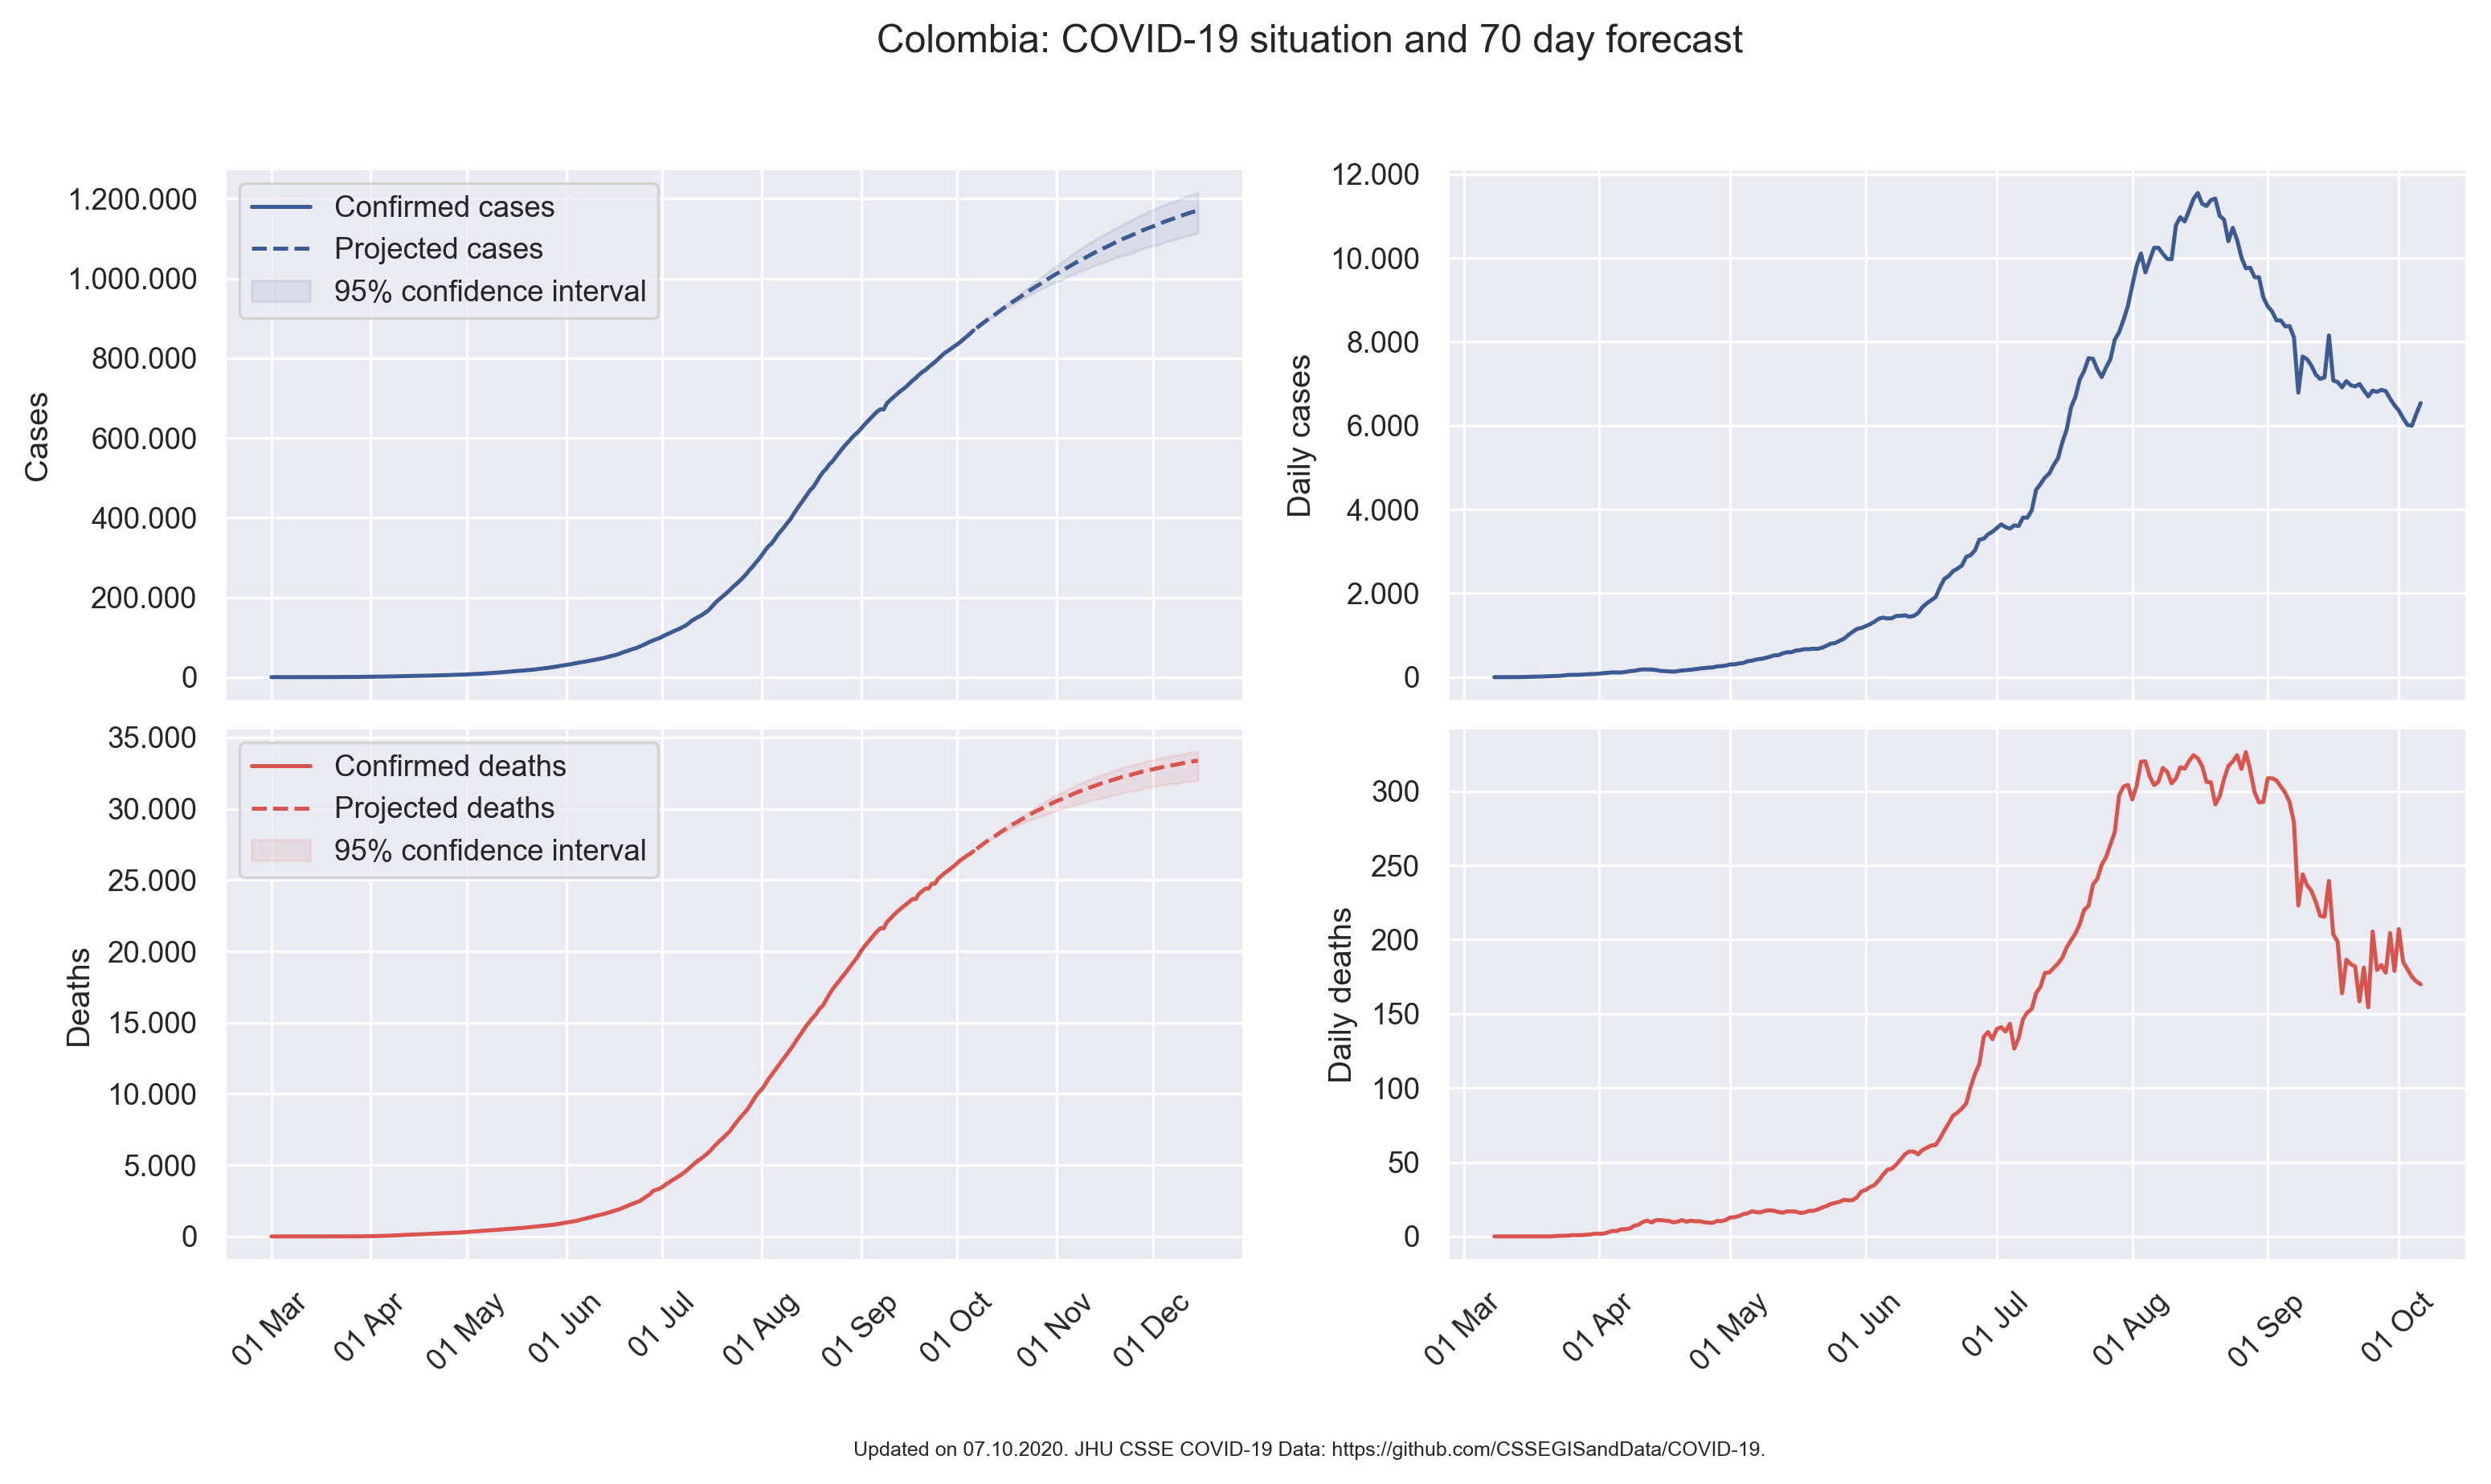 Colombia: COVID-19 situation and 70 day forecast
Cases
1.200.000
1.000.000
800.000
600.000
400.000
200.000
0
Confirmed cases
Projected cases
95% confidence interval
Daily cases
12.000
10.000
8.000
6.000
4.000
2.000
0
Deaths
35.000
30.000
25.000
20.000
15.000
10.000
5.000
0
Confirmed deaths
Projected deaths
95% confidence interval
01 Mar
01 Apr
01 May
01 Jun
01 Jul
01 Aug
01 Sep
01 Oct
01 Nov
01 Dec
Daily deaths
300
250
200
150
100
50
0
01 Mar
01 Apr
01 May
01 Jun
01 Jul
01 Aug
01 Sep
01 Oct
Updated on 07.10.2020. JHU CSSE COVID-19 Data: https://github.com/CSSEGISandData/COVID-19.